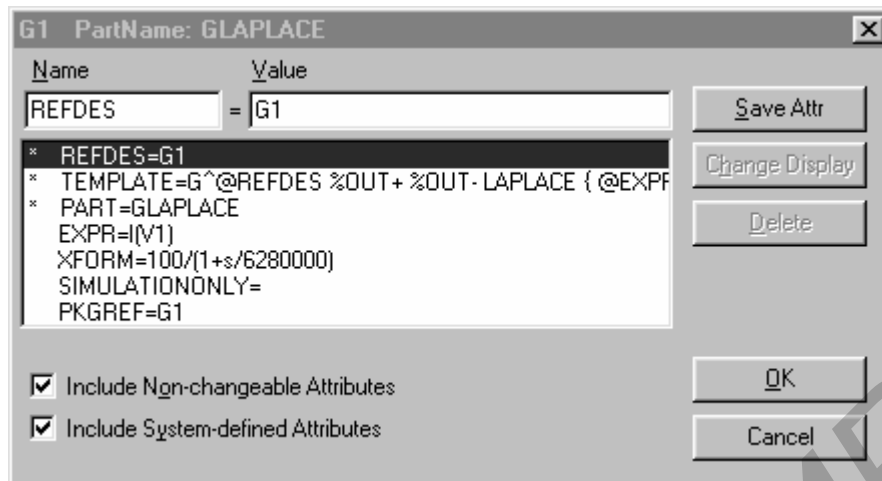 G1 PartName: GLAPLACE
Name Value
REFDES = G1
Save Attr
* REFDES=G1
* TEMPLATE=G^@REFDES %OUT+ %OUT- LAPLACE { @EXPR
* PART=GLAPLACE
EXPR=I(V1)
XFORM=100/(1+s/6280000)
SIMULATIONONLY=
PKGREF=G1
Change Display
Delete
Include Non-changeable Attributes
Include System-defined Attributes
OK
Cancel